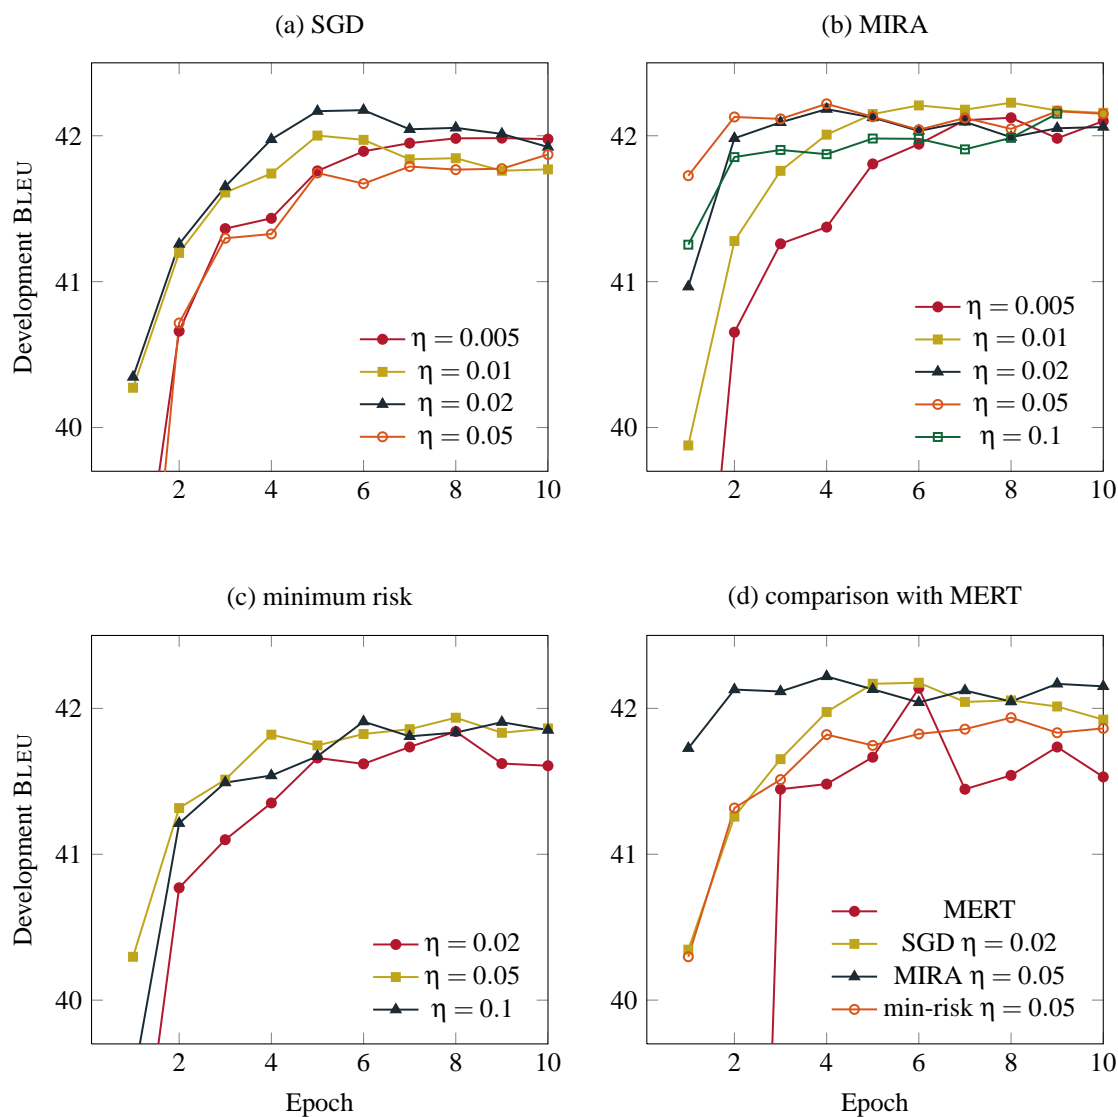 (a) SGD
Development BLEU
42
41
40
2 4 6 8 10
η = 0.005
η = 0.01
η = 0.02
η = 0.05
(b) MIRA
42
41
40
2 4 6 8 10
η = 0.005
η = 0.01
η = 0.02
η = 0.05
η = 0.1
(c) minimum risk
Development BLEU
42
41
40
2 4 6 8 10
Epoch
η = 0.02
η = 0.05
η = 0.1
(d) comparison with MERT
42
41
40
2 4 6 8 10
Epoch
MERT
SGD η = 0.02
MIRA η = 0.05
min-risk η = 0.05